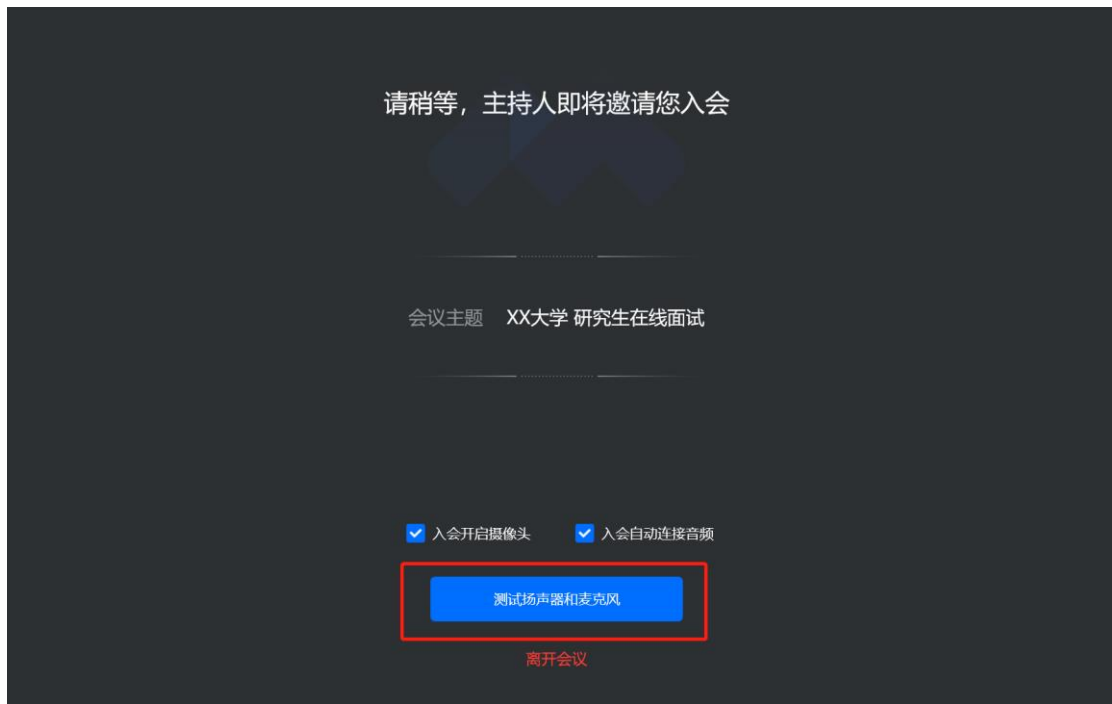 请稍等，主持人即将邀请您入会
会议主题 XX大学 研究生在线面试
入会开启摄像头 入会自动连接音频
测试扬声器和麦克风
离开会议